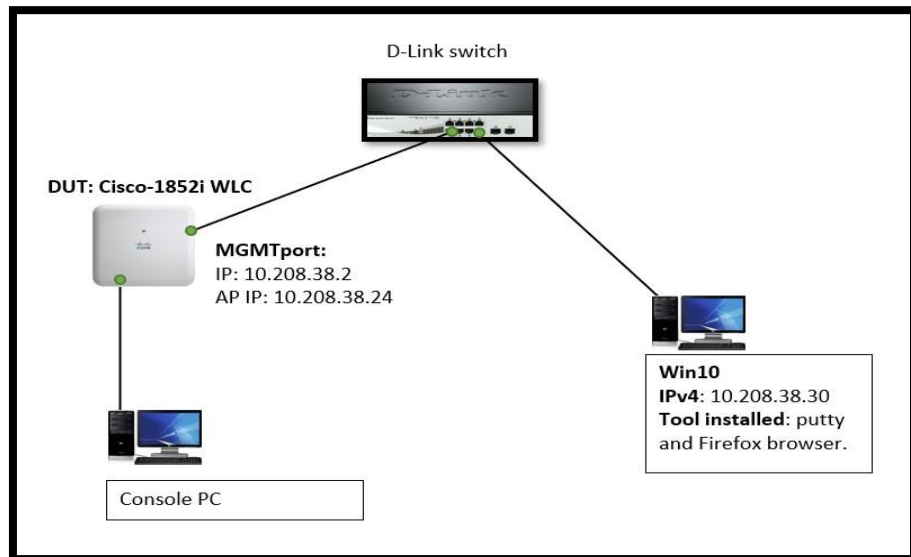 D-Link switch
D-Link
DUT: Cisco-1852i WLC
MGMTport:
IP: 10.208.38.2
AP IP: 10.208.38.24
Win10
IPv4: 10.208.38.30
Tool installed: putty
and Firefox browser.
Console PC